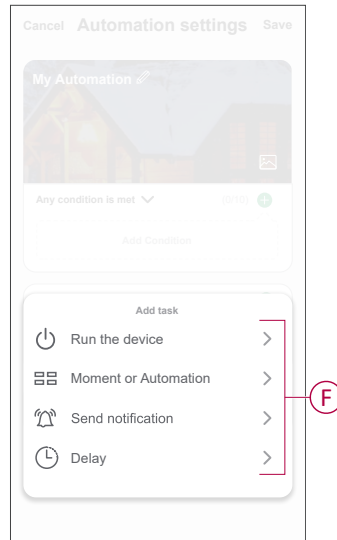 Cancel Automation settings Save
My Automation
Any condition is met (0/10)
Add Condition
Add task
Run the device
Moment or Automation
Send notification
Delay
F